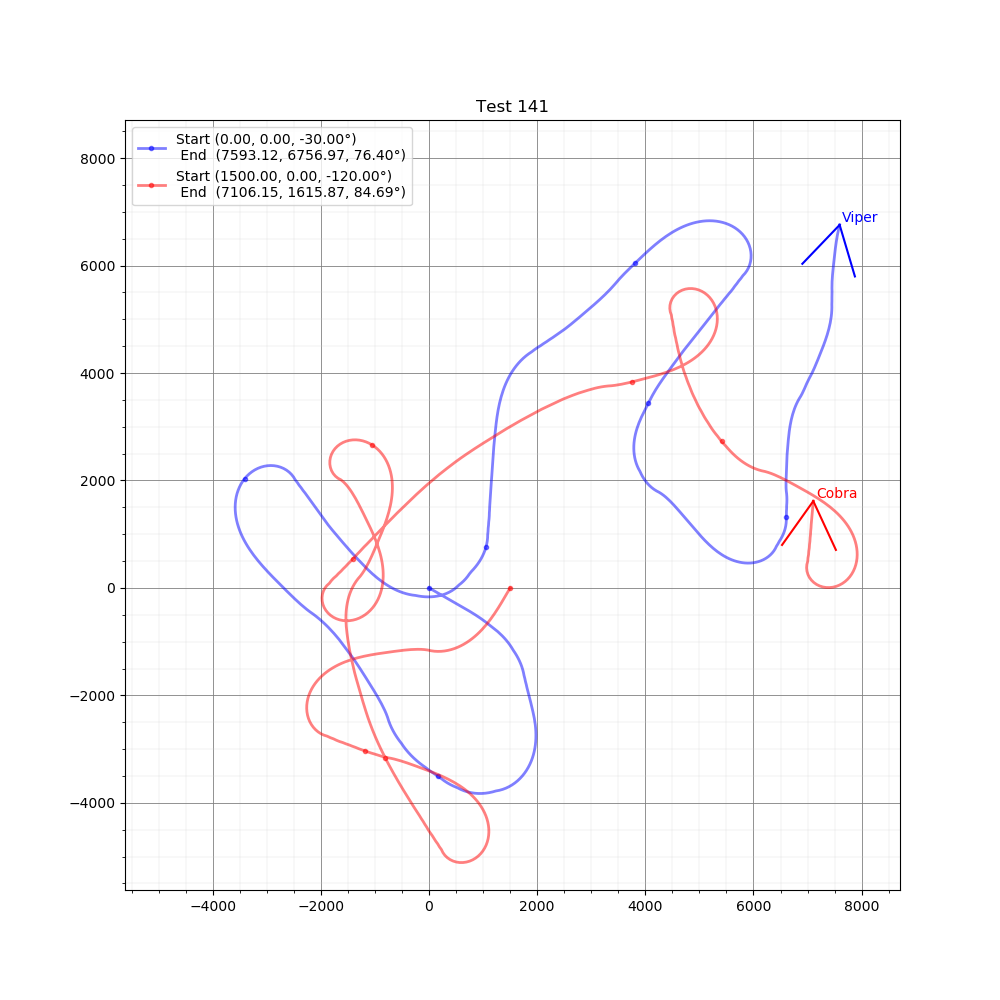 Test 141
Start (0.00, 0.00, -30.00°)
End  (7593.12, 6756.97, 76.40°)
Start (1500.00, 0.00, -120.00°)
End  (7106.15, 1615.87, 84.69°)
8000
6000
4000
2000
0
−2000
−4000
Viper
Cobra
−4000 −2000 0 2000 4000 6000 8000